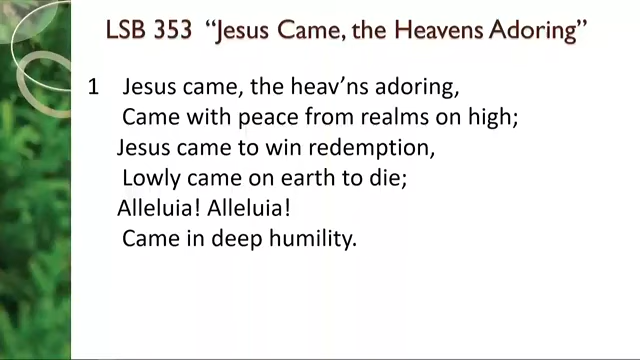 LSB 353 “Jesus Came, the Heavens Adoring”
1 Jesus came, the heav’ns adoring,
Came with peace from realms on high;
Jesus came to win redemption,
Lowly came on earth to die;
Alleluia! Alleluia!
Came in deep humility.